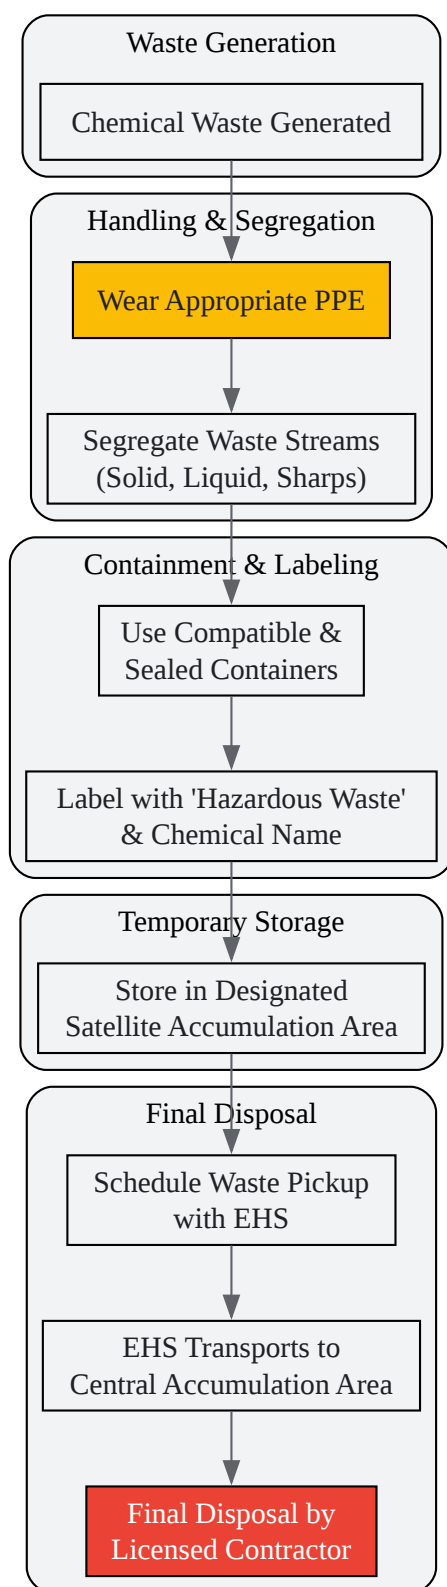 Waste Generation
Chemical Waste Generated
Handling & Segregation
Wear Appropriate PPE
Segregate Waste Streams
(Solid, Liquid, Sharps)
Containment & Labeling
Use Compatible &
Sealed Containers
Label with 'Hazardous Waste'
& Chemical Name
Temporary Storage
Store in Designated
Satellite Accumulation Area
Final Disposal
Schedule Waste Pickup
with EHS
EHS Transports to
Central Accumulation Area
Final Disposal by
Licensed Contractor